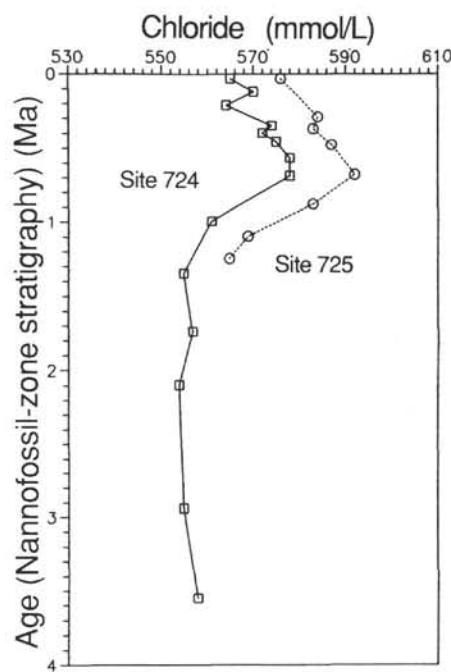 Chloride (mmol/L)
530 550 570 590 610
0
Site 724
1
Site 725
2
3
4
Age (Nannofossil-zone stratigraphy) (Ma)